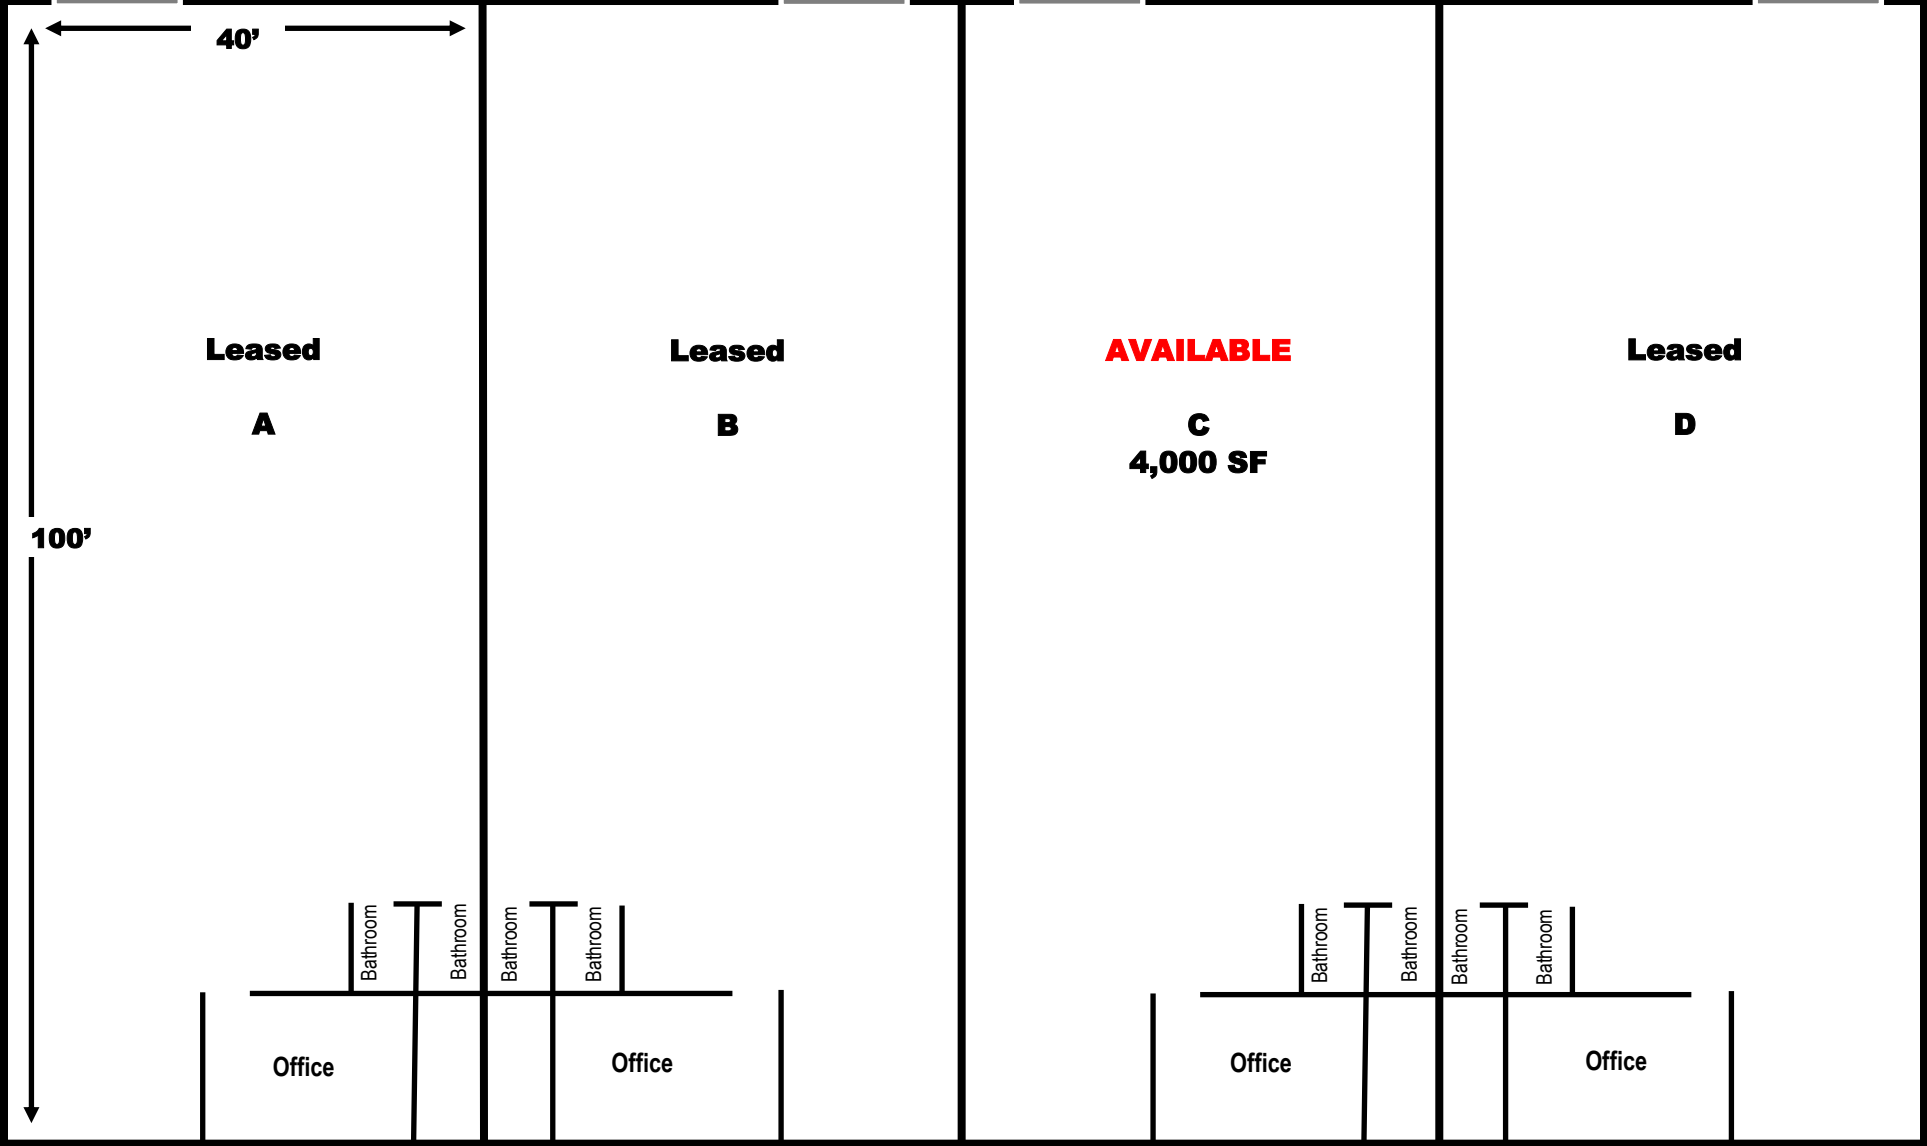 40’
Leased
A
Leased
B
AVAILABLE
C
4,000 SF
Leased
D
100’
Bathroom
Bathroom
Bathroom
Bathroom
Bathroom
Bathroom
Bathroom
Bathroom
Office
Office
Office
Office